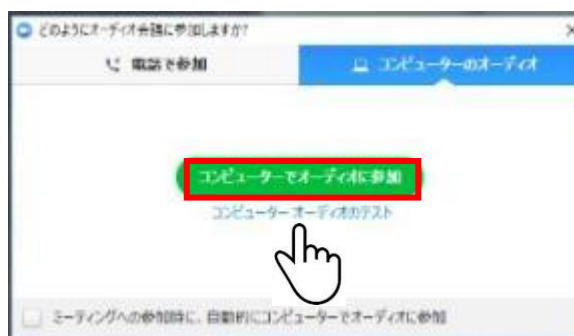 どのようにオーディオ会議に参加しますか?
電話で参加
コンピューターのオーディオ
コンピューターでオーディオに参加
コンピューター オーディオのテスト
ミーティングへの参加時に、自動的にコンピューターでオーディオに参加